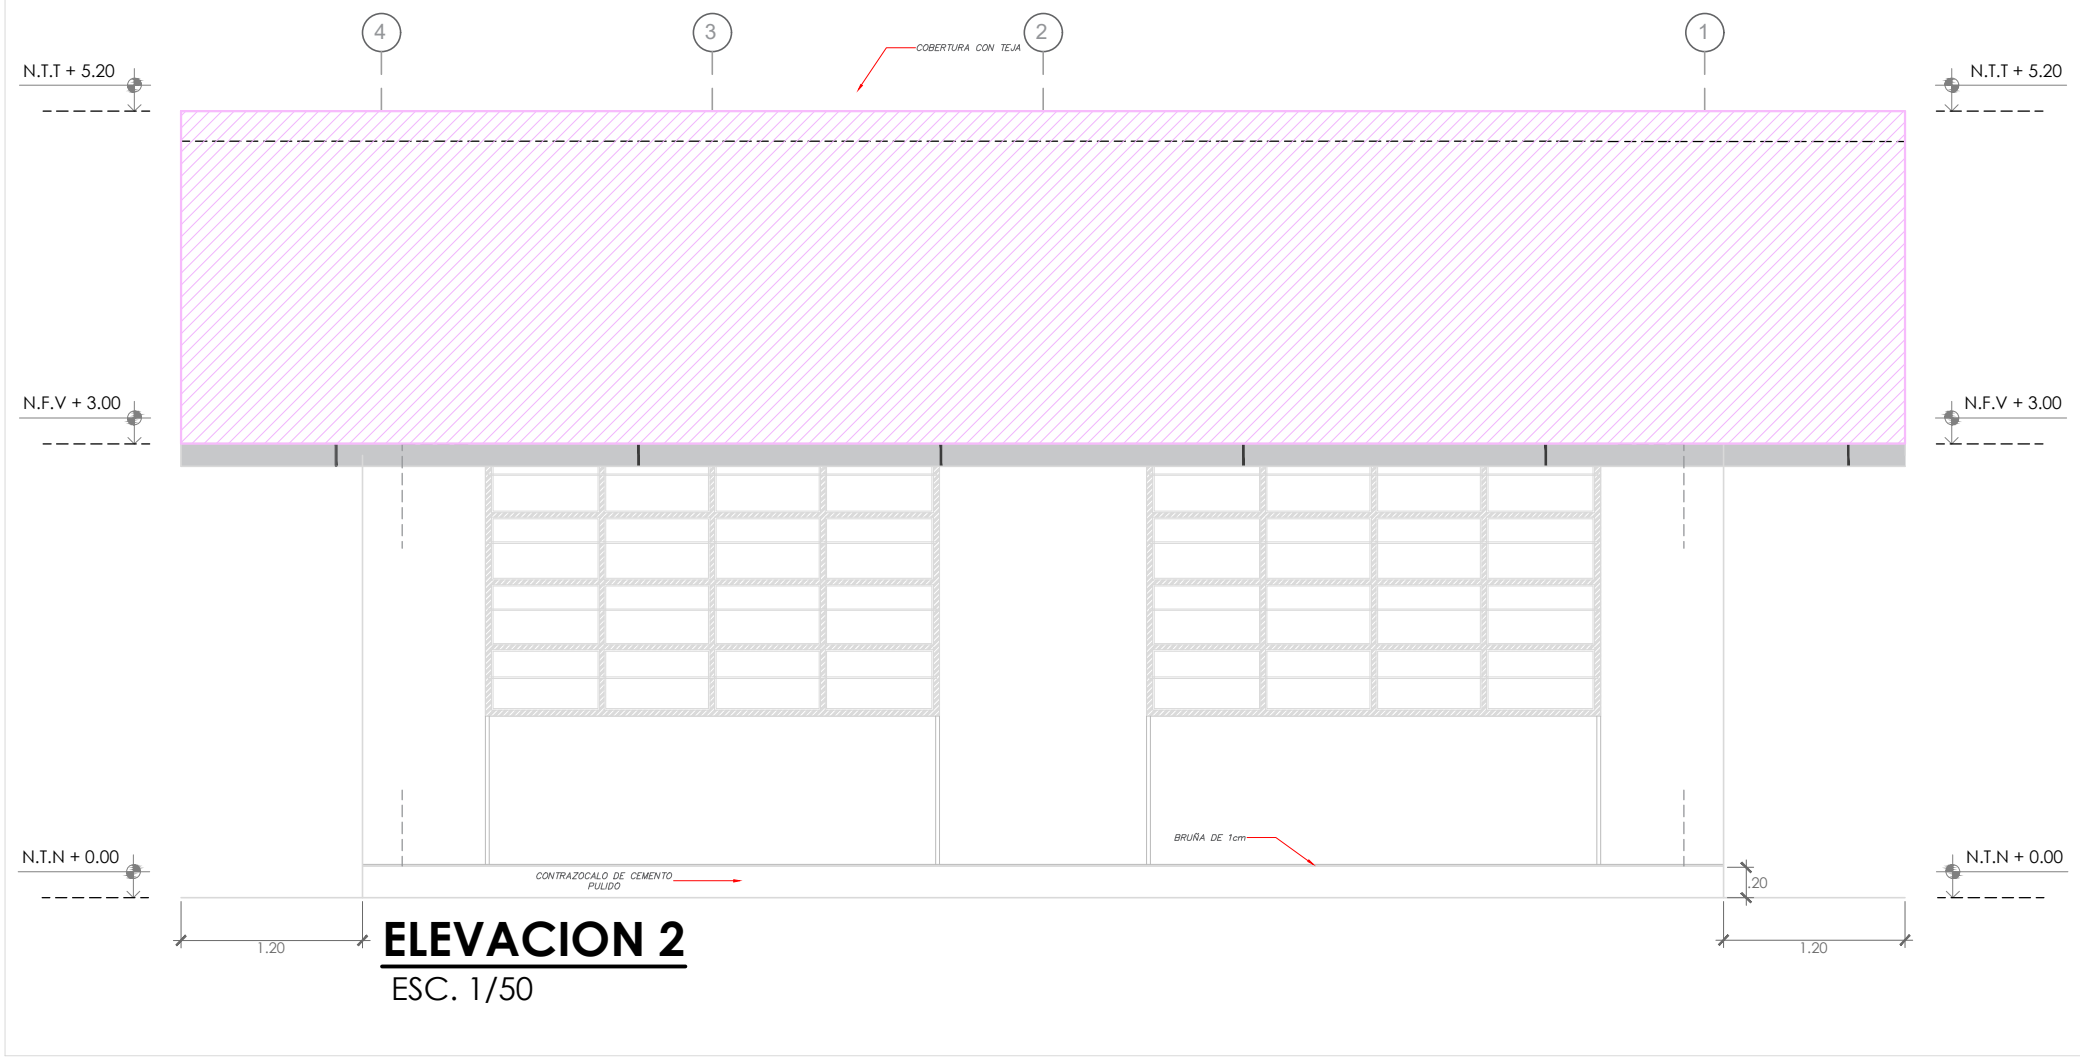 4
3
2
1
COBERTURA CON TEJA
N.T.T + 5.20
N.T.T + 5.20
N.F.V + 3.00
N.F.V + 3.00
BRUÑA DE 1cm
N.T.N + 0.00
N.T.N + 0.00
CONTRAZOCALO DE CEMENTO
PULIDO
.20
1.20
1.20
ELEVACION 2
ESC. 1/50